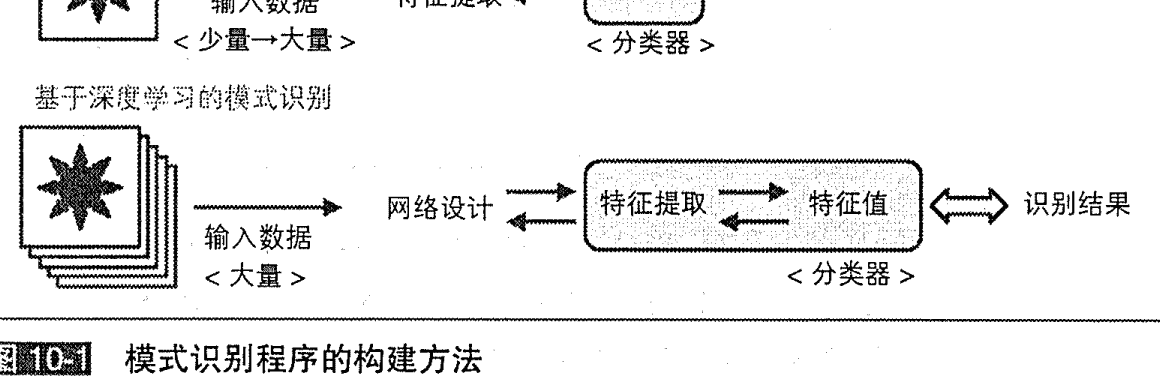 输入数据
特征提取
< 少量→大量 >
< 分类器 >
基于深度学习的模式识别
网络设计
特征提取
特征值
识别结果
输入数据
< 大量 >
< 分类器 >
图 10-1 模式识别程序的构建方法